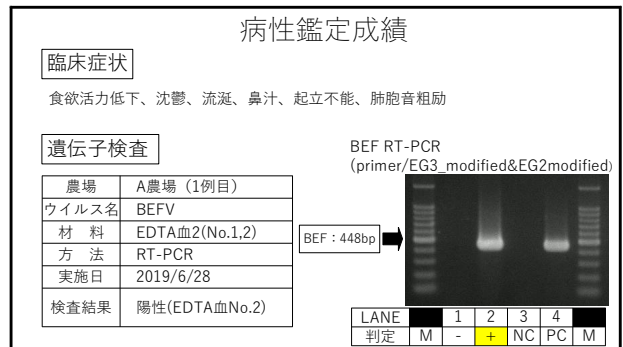 病性鑑定成績
臨床症状
食欲活力低下、沈鬱、流涎、鼻汁、起立不能、肺胞音粗励
遺伝子検査
農場 A農場（1例目）
ウイルス名 BEFV
材 料 EDTA血2(No.1,2)
方 法 RT-PCR
実施日 2019/6/28
検査結果 陽性(EDTA血No.2)
BEF RT-PCR
(primer/EG3_modified&EG2modified)
BEF：448bp
LANE 1 2 3 4
判定 M - + NC PC M